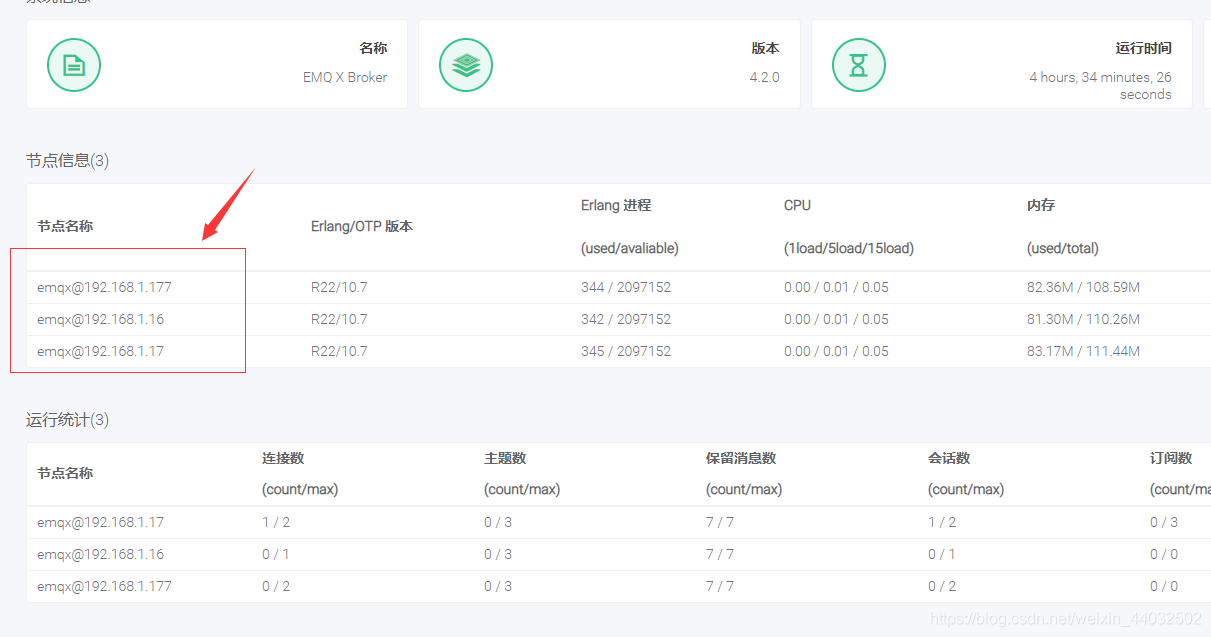 系统信息
名称
EMQ X Broker
版本
4.2.0
运行时间
4 hours, 34 minutes, 26
seconds
节点信息(3)
节点名称 Erlang/OTP 版本 Erlang 进程 CPU 内存
(used/avaliable) (1load/5load/15load) (used/total)
emqx@192.168.1.177 R22/10.7 344 / 2097152 0.00 / 0.01 / 0.05 82.36M / 108.59M
emqx@192.168.1.16 R22/10.7 342 / 2097152 0.00 / 0.01 / 0.05 81.30M / 110.26M
emqx@192.168.1.17 R22/10.7 345 / 2097152 0.00 / 0.01 / 0.05 83.17M / 111.44M
运行统计(3)
节点名称 连接数 主题数 保留消息数 会话数 订阅数
(count/max) (count/max) (count/max) (count/max) (count/ma
emqx@192.168.1.17 1 / 2 0 / 3 7 / 7 1 / 2 0 / 3
emqx@192.168.1.16 0 / 1 0 / 3 7 / 7 0 / 1 0 / 0
emqx@192.168.1.177 0 / 2 0 / 3 7 / 7 0 / 2 0 / 0
https://blog.csdn.net/weixin_44032502